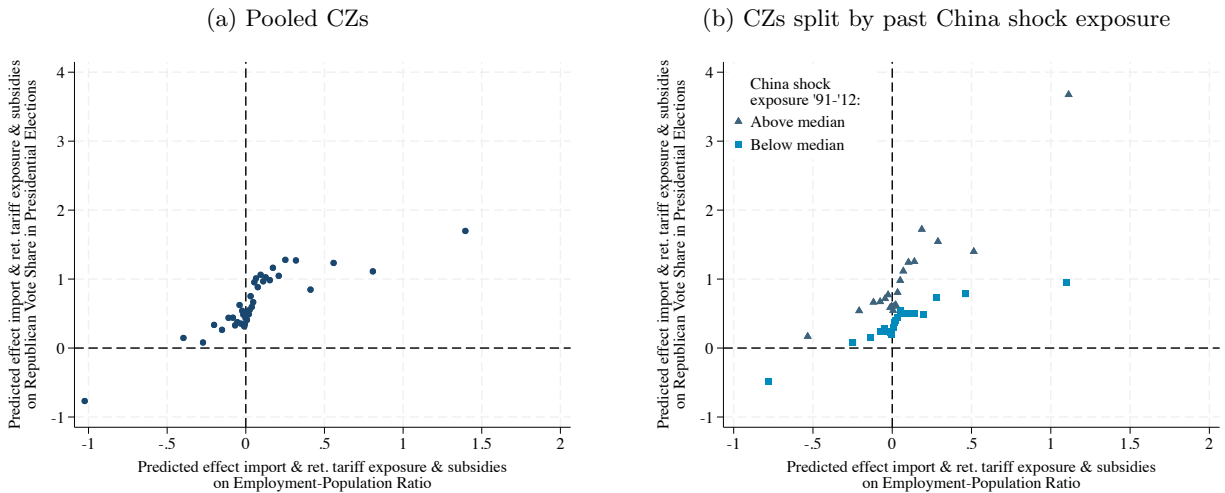 (a) Pooled CZs
Predicted effect import & ret. tariff exposure & subsidies
on Republican Vote Share in Presidential Elections
4
3
2
1
0
-1
-1
-.5
0
.5
1
1.5
2
Predicted effect import & ret. tariff exposure & subsidies
on Employment-Population Ratio
(b) CZs split by past China shock exposure
Predicted effect import & ret. tariff exposure & subsidies
on Republican Vote Share in Presidential Elections
4
3
2
1
0
-1
China shock
exposure '91-'12:
Above median
Below median
-1
-.5
0
.5
1
1.5
2
Predicted effect import & ret. tariff exposure & subsidies
on Employment-Population Ratio